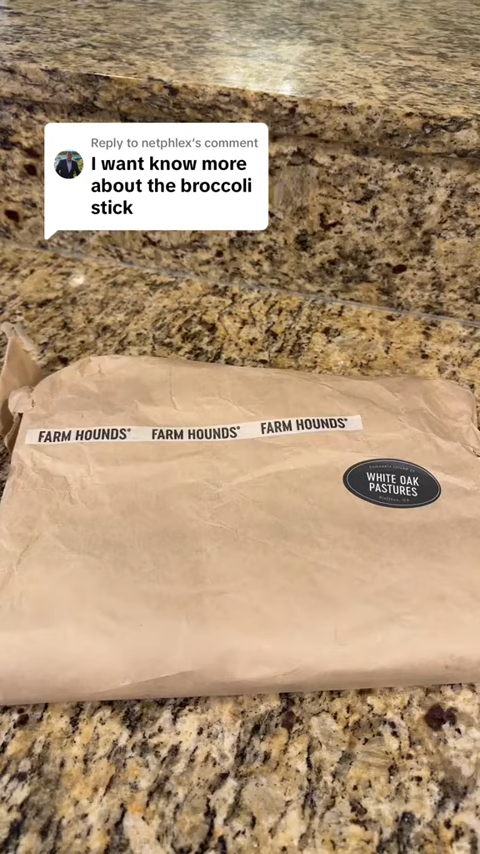 Reply to netphlex's comment
I want know more
about the broccoli
stick
FARM HOUNDS® FARM HOUNDS® FARM HOUNDS®
WHITE OAK
PASTURES